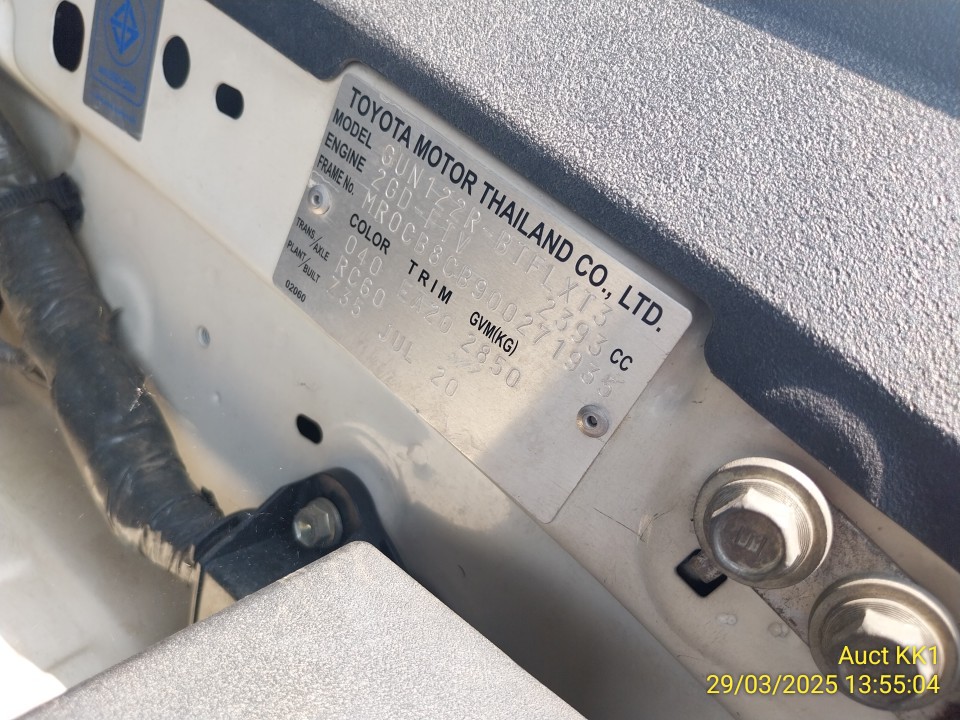 TOYOTA MOTOR THAILAND CO., LTD.
MODEL GUN122R-BTFLXT3
ENGINE 2GD-FTV 2393 CC
FRAME No. MR0CB8CB900271935
COLOR TRIM GVM(KG)
040 2850
TRANS/AXLE RC60
PLANT/BUILT 735 JUL 20
02060
Auct KK1
29/03/2025 13:55:04